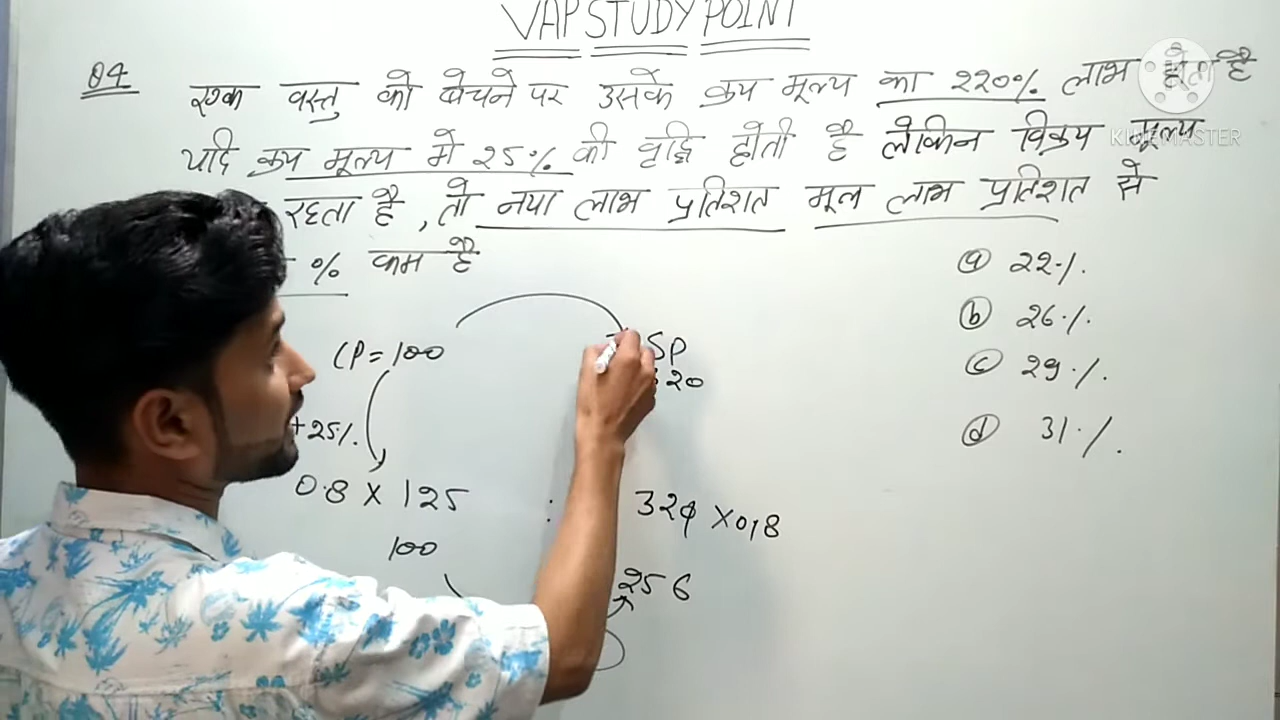 VAP STUDY POINT
Q4 एक वस्तु को बेचने पर उसके क्रय मूल्य का 220% लाभ होता है
यदि क्रय मूल्य में 25% की वृद्धि होती है लेकिन विक्रय मूल्य
रहता है, तो नया लाभ प्रतिशत मूल लाभ प्रतिशत से
% कम है
KINEMASTER
(a) 22%
(b) 26%
(c) 29%
(d) 31%
CP = 100
SP
320
+25%
0.8 X 125 : 320 X 0.8
100
256